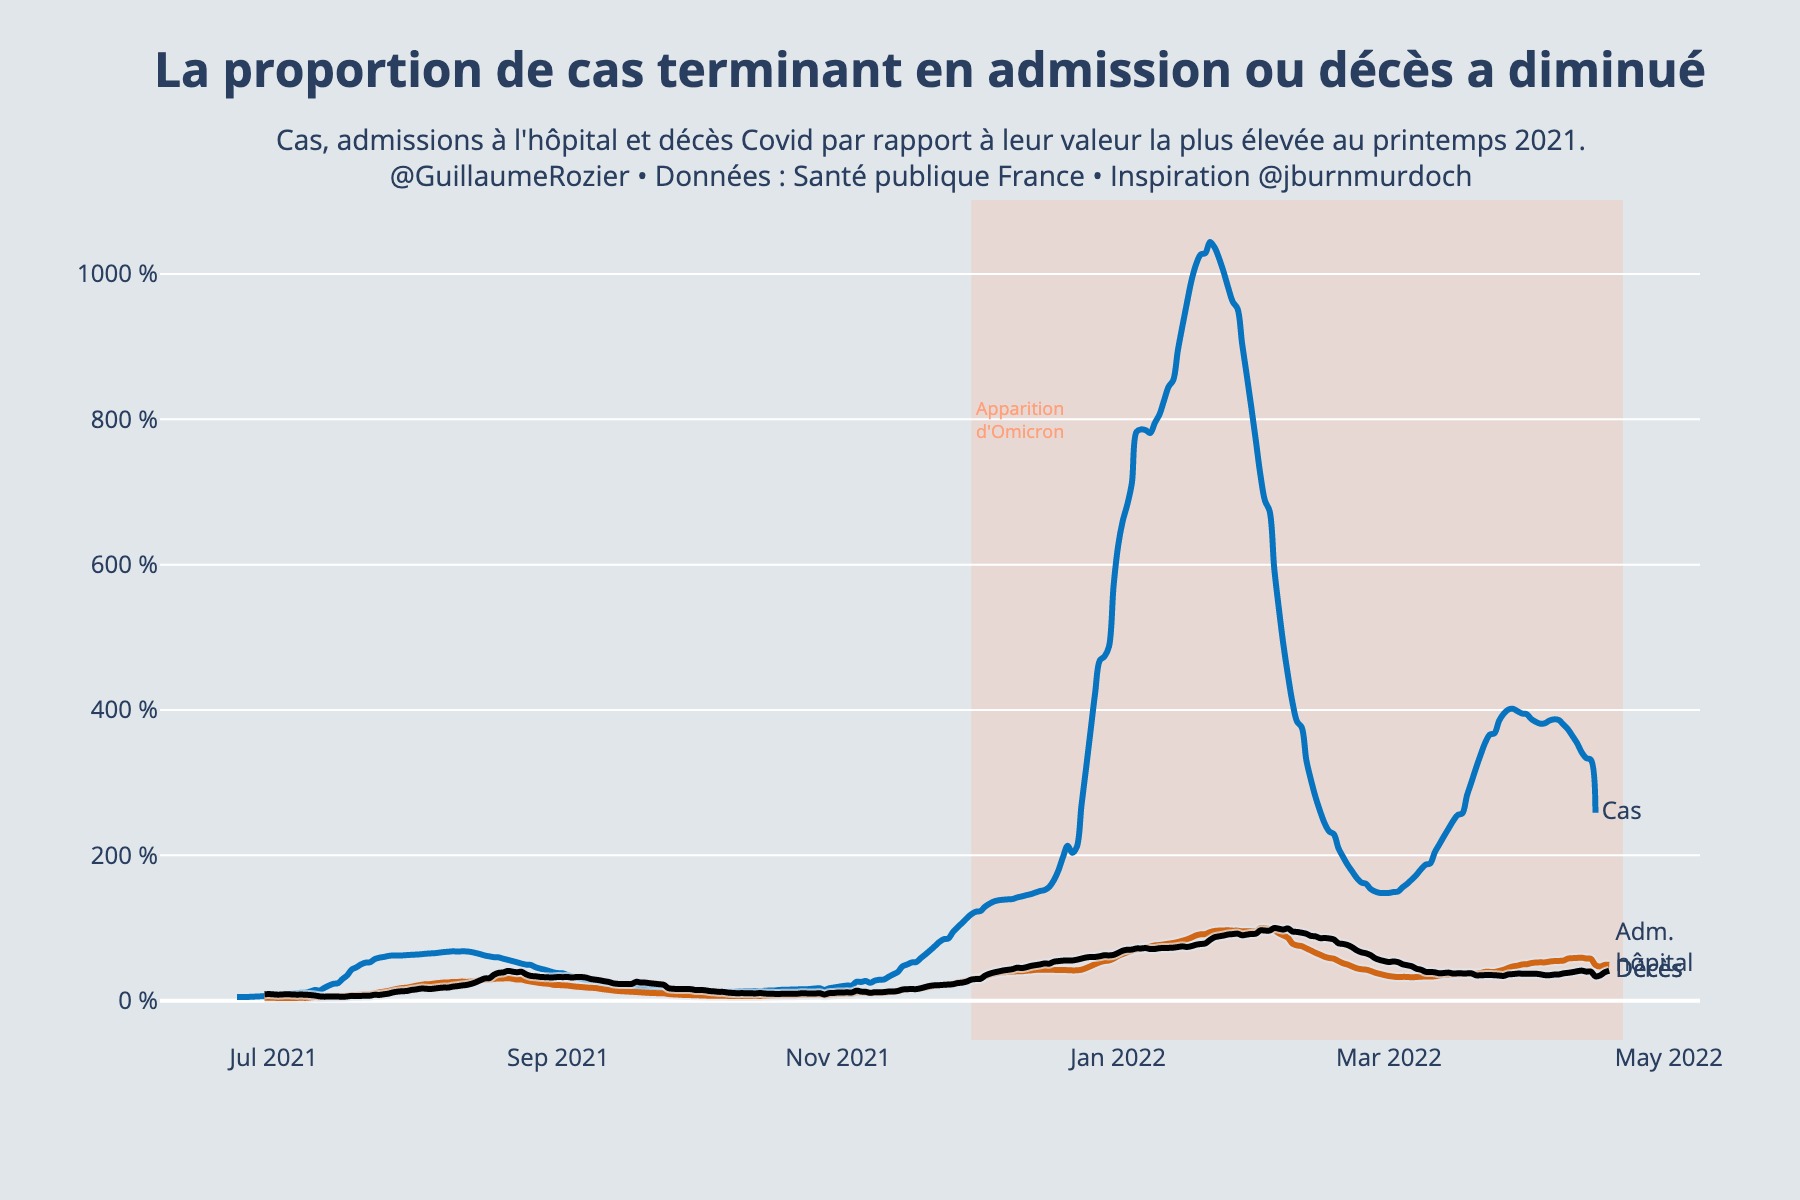 La proportion de cas terminant en admission ou décès a diminué
Cas, admissions à l'hôpital et décès Covid par rapport à leur valeur la plus élevée au printemps 2021.
@GuillaumeRozier • Données : Santé publique France • Inspiration @jburnmurdoch
1000 %
800 %
600 %
400 %
200 %
0 %
Apparition
d'Omicron
Cas
Adm.
hôpital
Décès
Jul 2021
Sep 2021
Nov 2021
Jan 2022
Mar 2022
May 2022